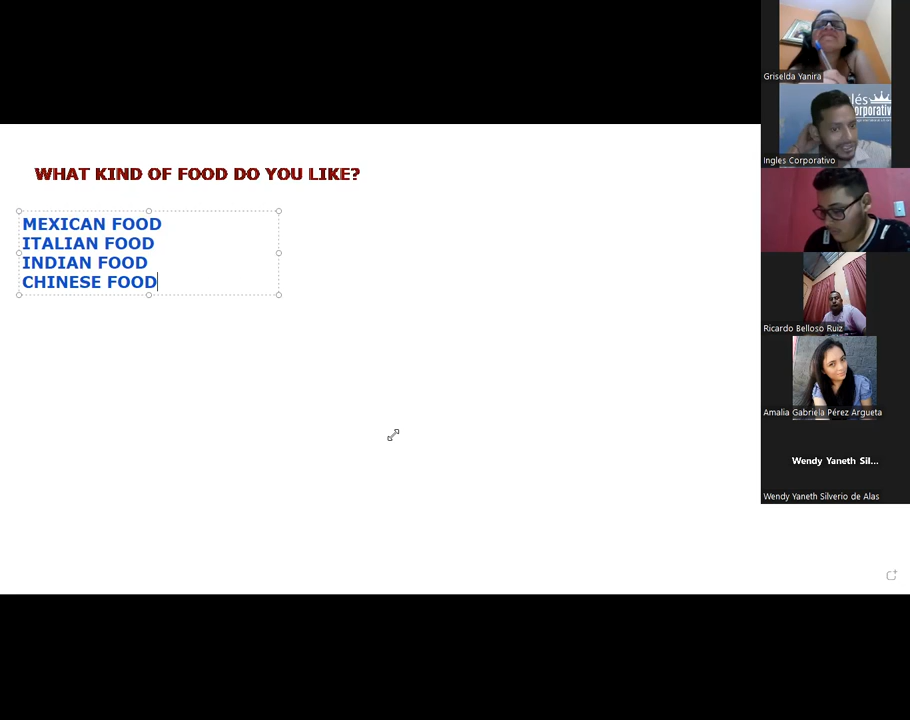 WHAT KIND OF FOOD DO YOU LIKE?
MEXICAN FOOD
ITALIAN FOOD
INDIAN FOOD
CHINESE FOOD
Griselda Yanira
Ingles Corporativo
Ricardo Belloso Ruiz
Amalia Gabriela Pérez Argueta
Wendy Yaneth Sil...
Wendy Yaneth Silverio de Alas